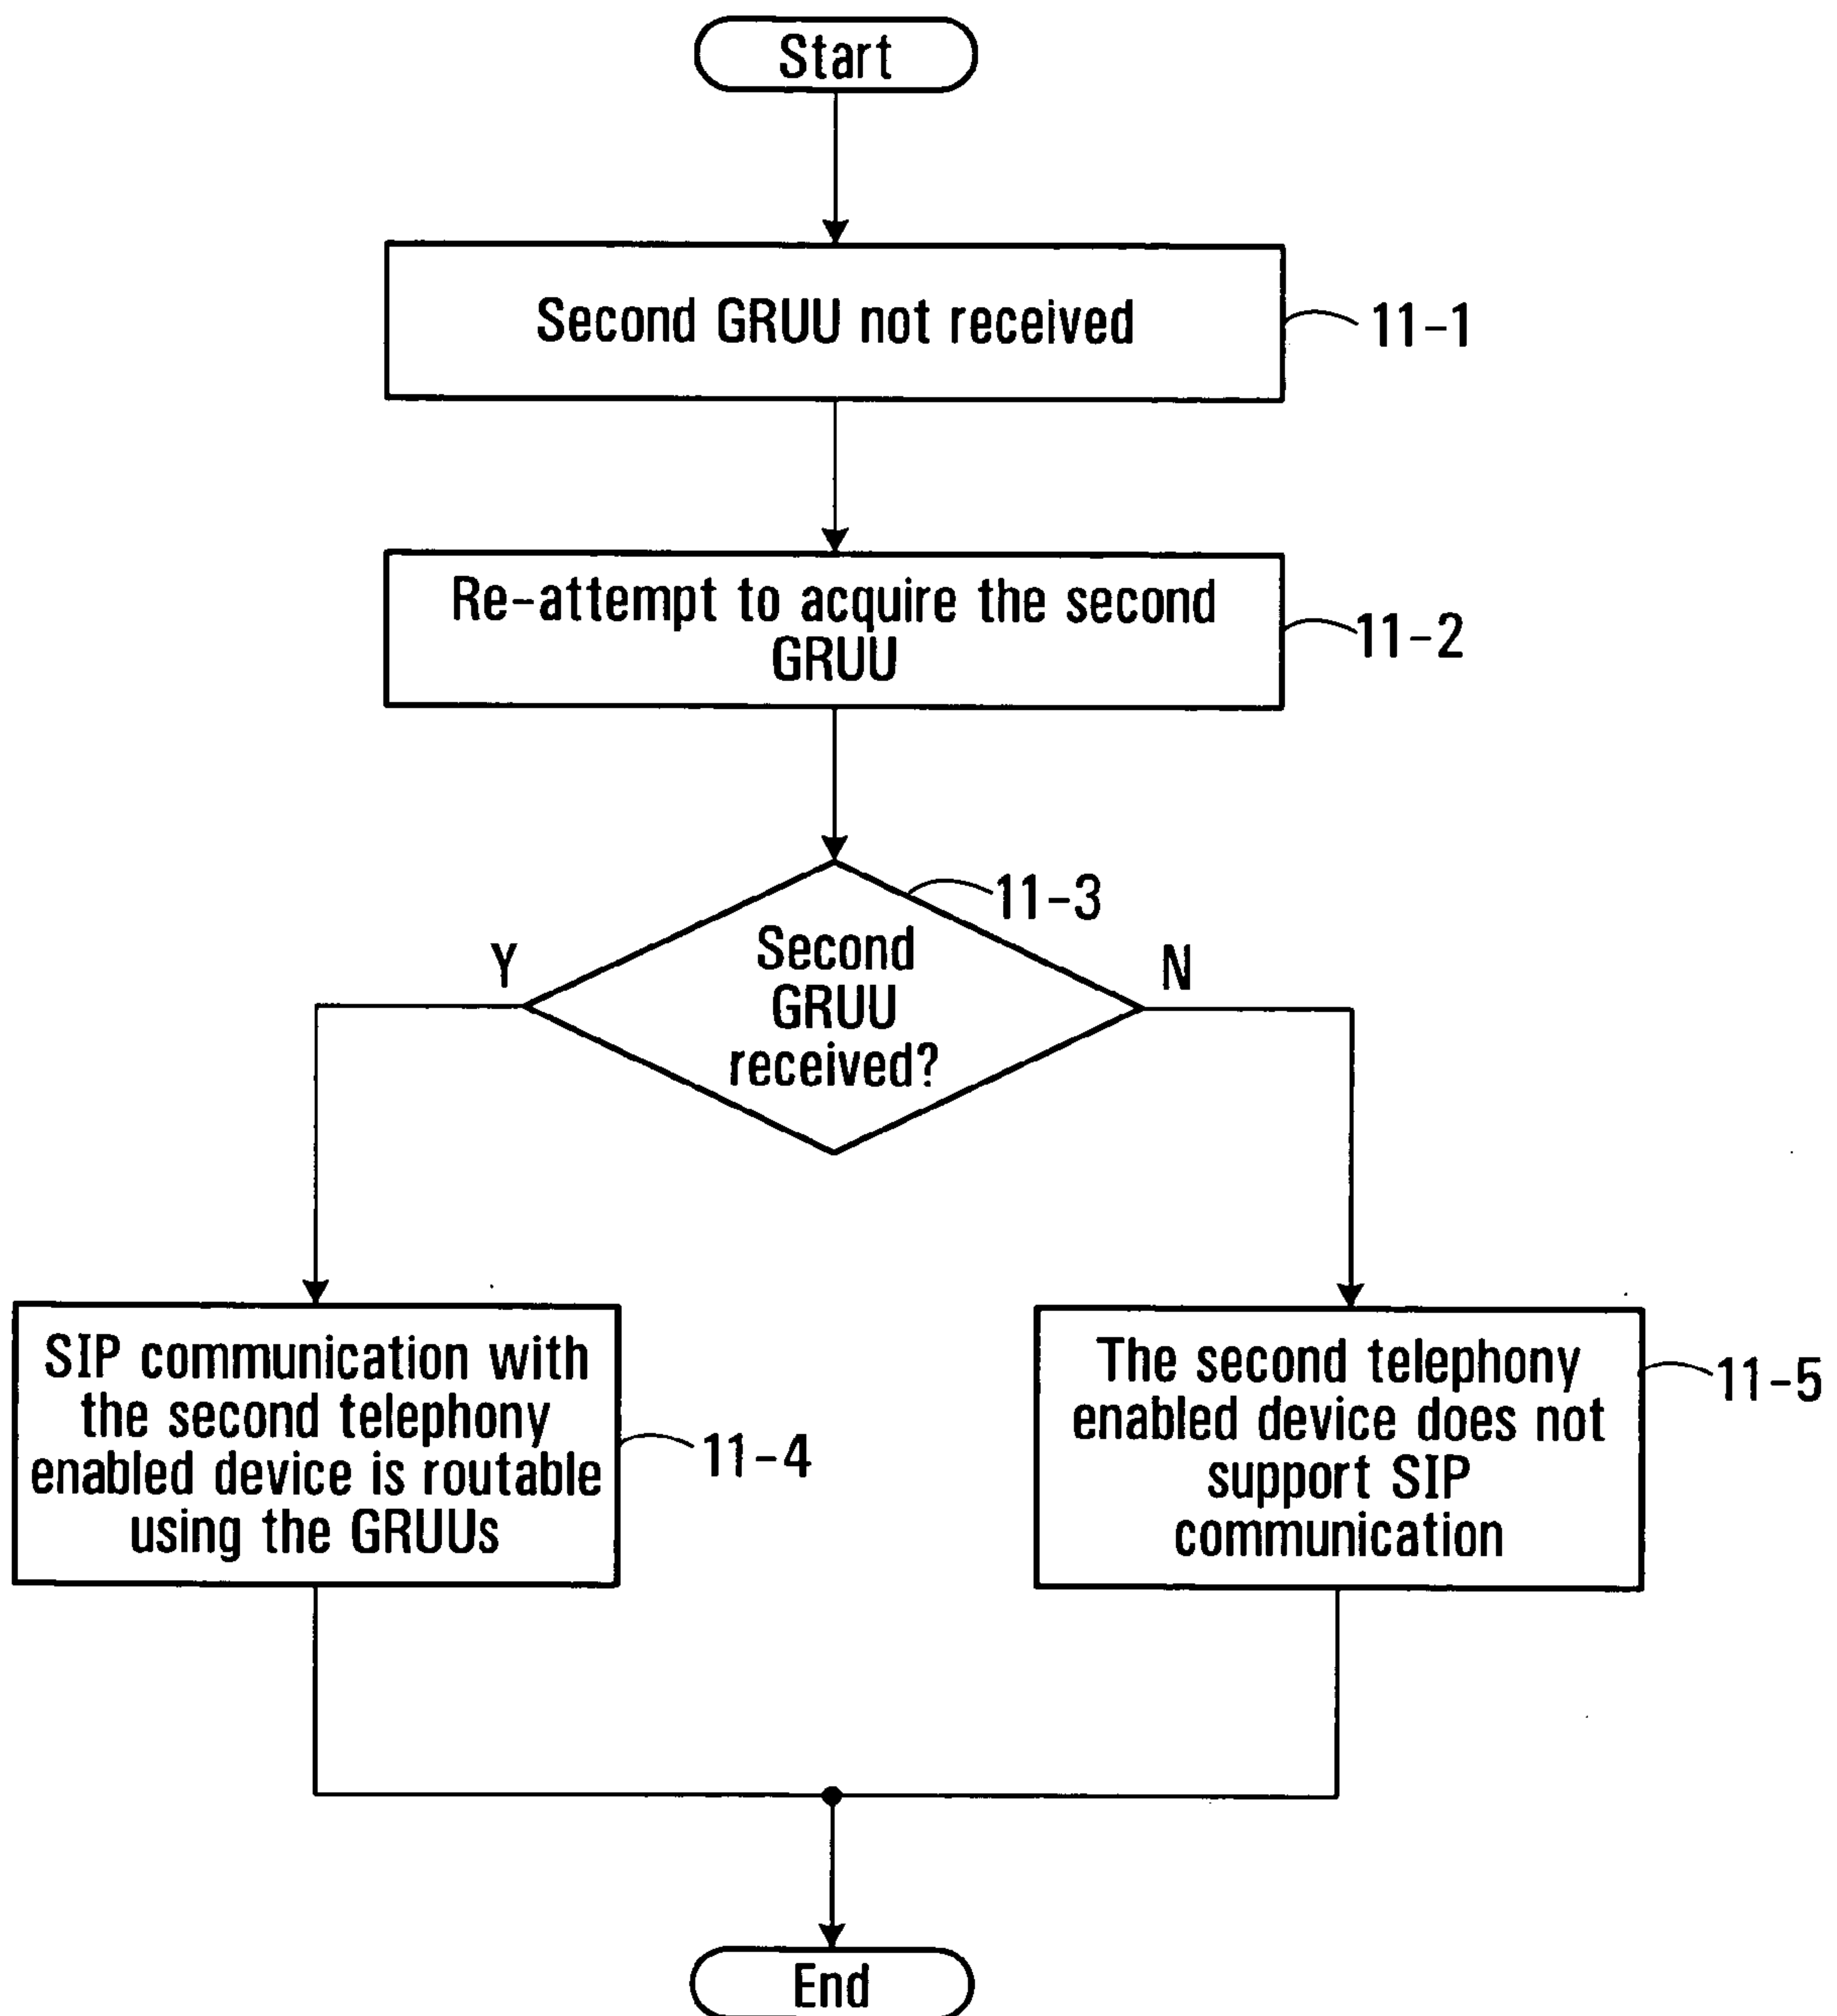 Start
Second GRUU not received
11-1
Re-attempt to acquire the second
GRUU
11-2
11-3
Second
GRUU
received?
Y
N
SIP communication with
the second telephony
enabled device is routable
using the GRUUs
11-4
The second telephony
enabled device does not
support SIP
communication
11-5
End